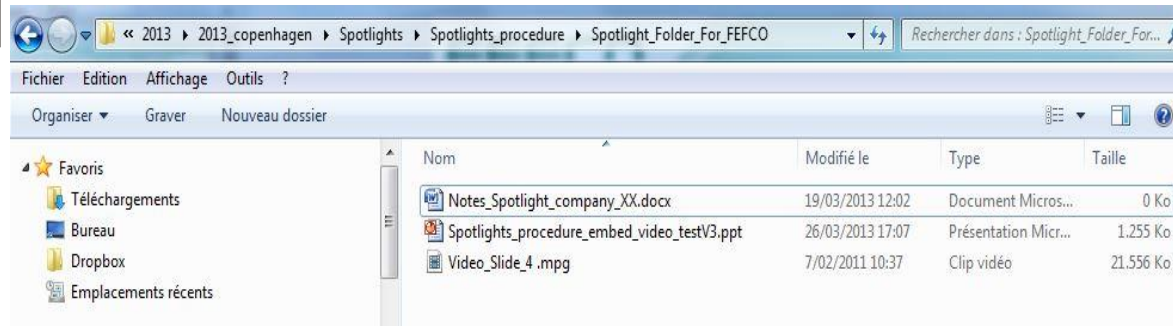 « 2013 ▸ 2013_copenhagen ▸ Spotlights ▸ Spotlights_procedure ▸ Spotlight_Folder_For_FEFCO Rechercher dans : Spotlight_Folder_For...
Fichier Edition Affichage Outils ?
Organiser ▾ Graver Nouveau dossier
Favoris
Téléchargements
Bureau
Dropbox
Emplacements récents
Nom Modifié le Type Taille
Notes_Spotlight_company_XX.docx 19/03/2013 12:02 Document Micros... 0 Ko
Spotlights_procedure_embed_video_testV3.ppt 26/03/2013 17:07 Présentation Micr... 1.255 Ko
Video_Slide_4 .mpg 7/02/2011 10:37 Clip vidéo 21.556 Ko